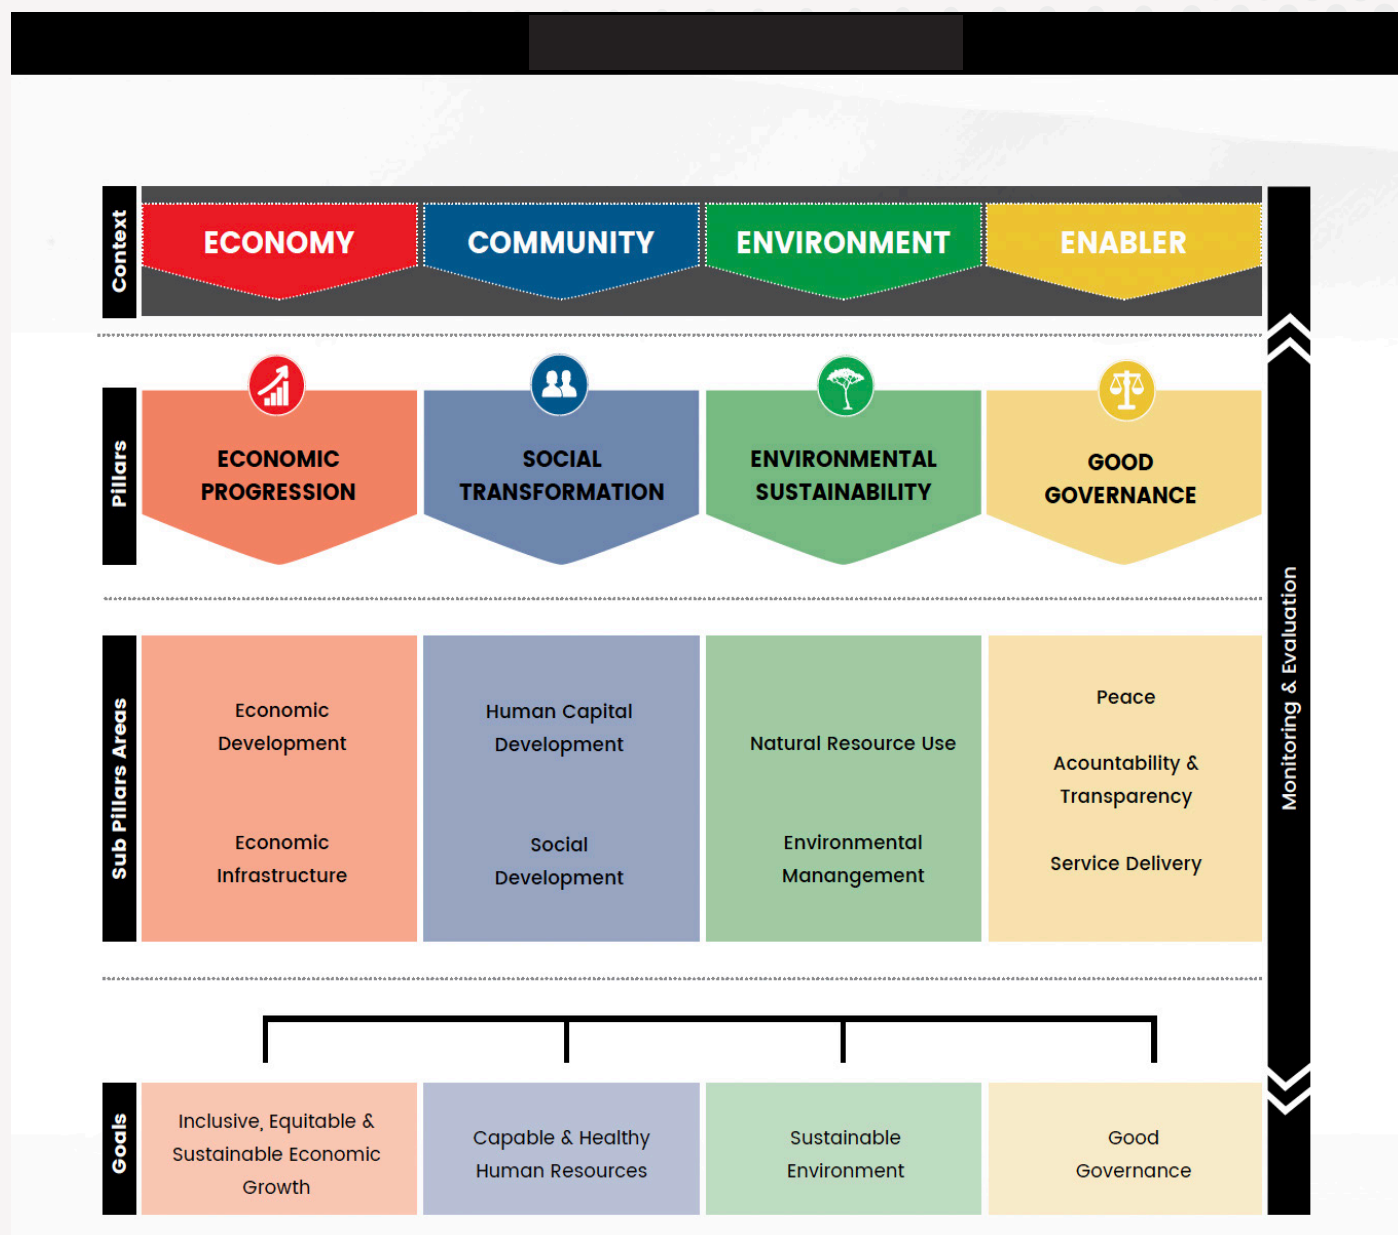 Context
ECONOMY
COMMUNITY
ENVIRONMENT
ENABLER
Pillars
ECONOMIC
PROGRESSION
SOCIAL
TRANSFORMATION
ENVIRONMENTAL
SUSTAINABILITY
GOOD
GOVERNANCE
Sub Pillars Areas
Economic
Development
Economic
Infrastructure
Human Capital
Development
Social
Development
Natural Resource Use
Environmental
Manangement
Peace
Acountability &
Transparency
Service Delivery
Goals
Inclusive, Equitable &
Sustainable Economic
Growth
Capable & Healthy
Human Resources
Sustainable
Environment
Good
Governance
Monitoring & Evaluation